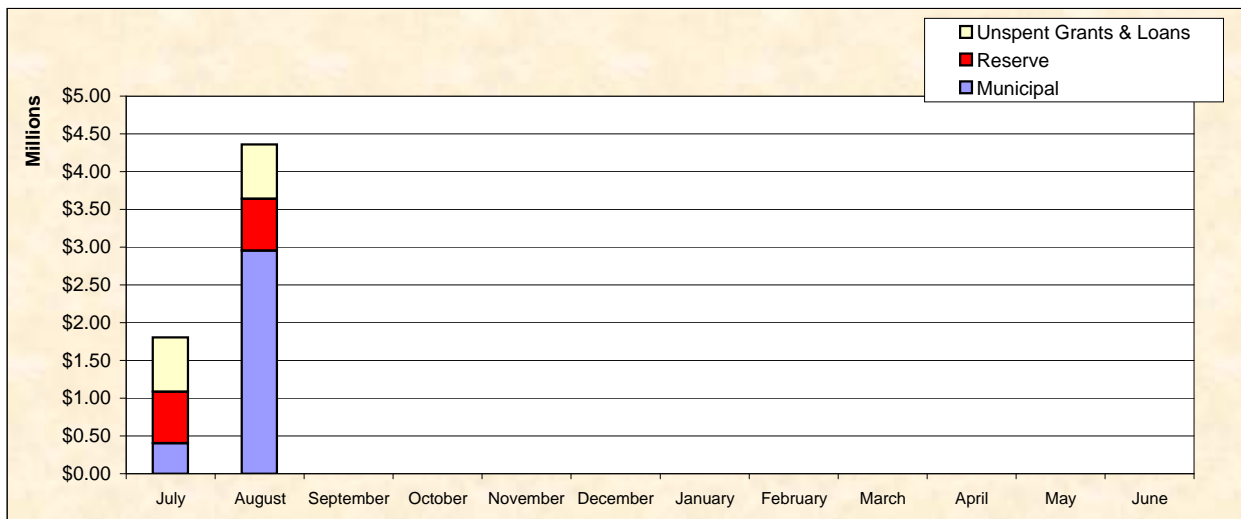 Unspent Grants & Loans
Reserve
Municipal
Millions
$5.00
$4.50
$4.00
$3.50
$3.00
$2.50
$2.00
$1.50
$1.00
$0.50
$0.00
July August September October November December January February March April May June